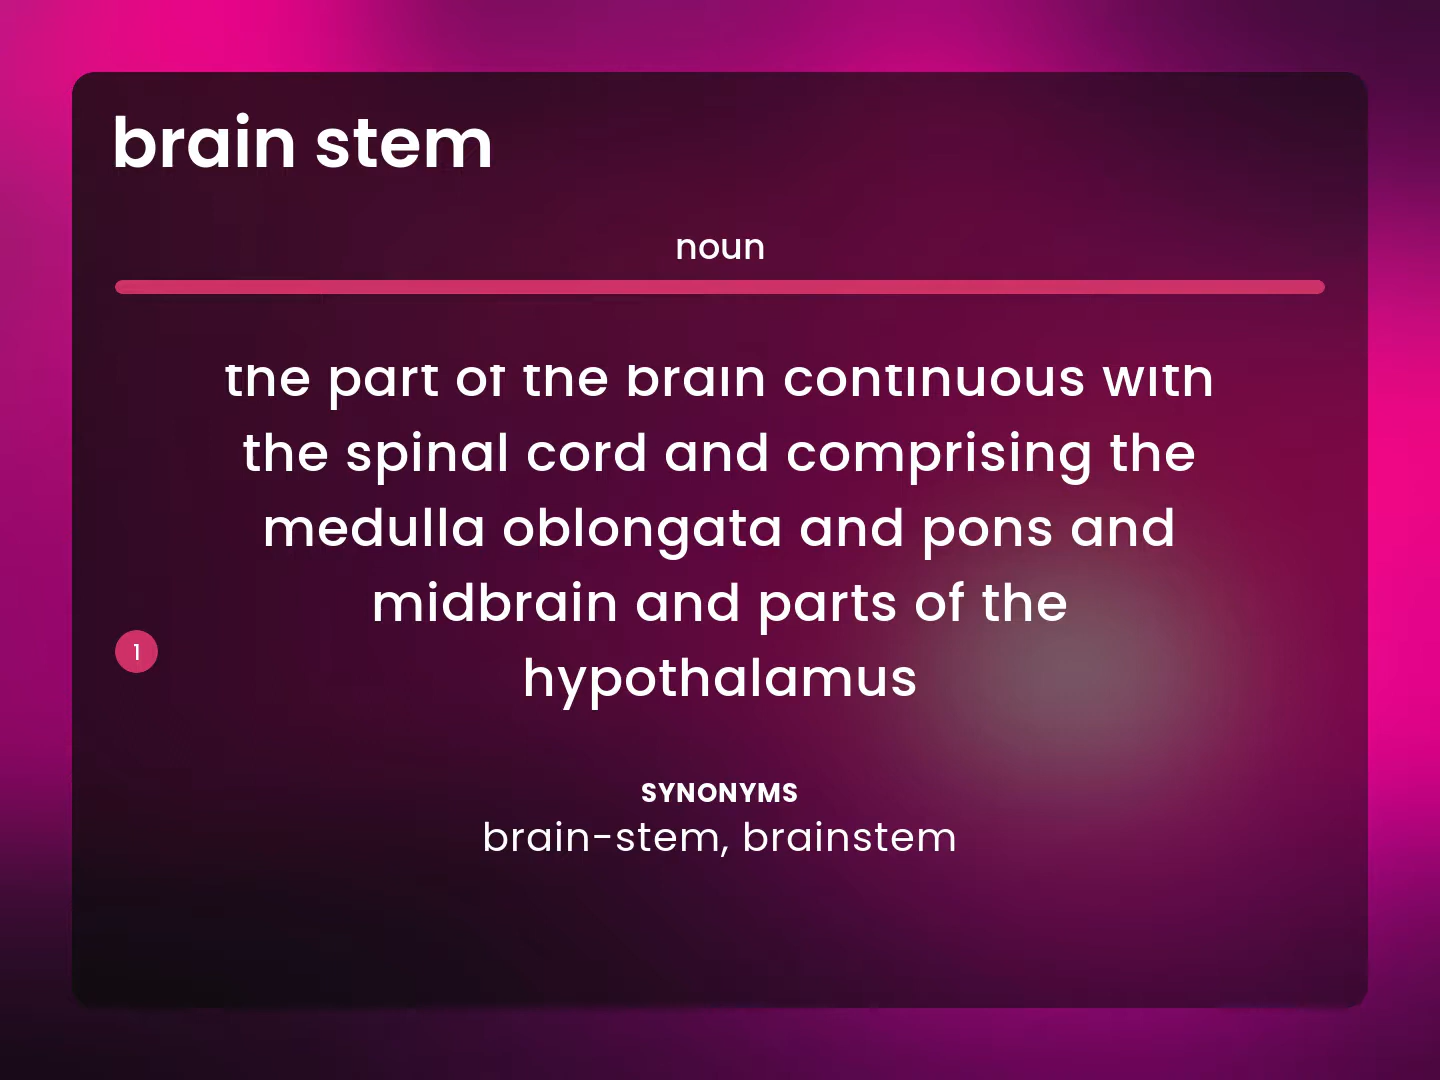 brain stem
noun
the part of the brain continuous with
the spinal cord and comprising the
medulla oblongata and pons and
midbrain and parts of the
1
hypothalamus
SYNONYMS
brain-stem, brainstem